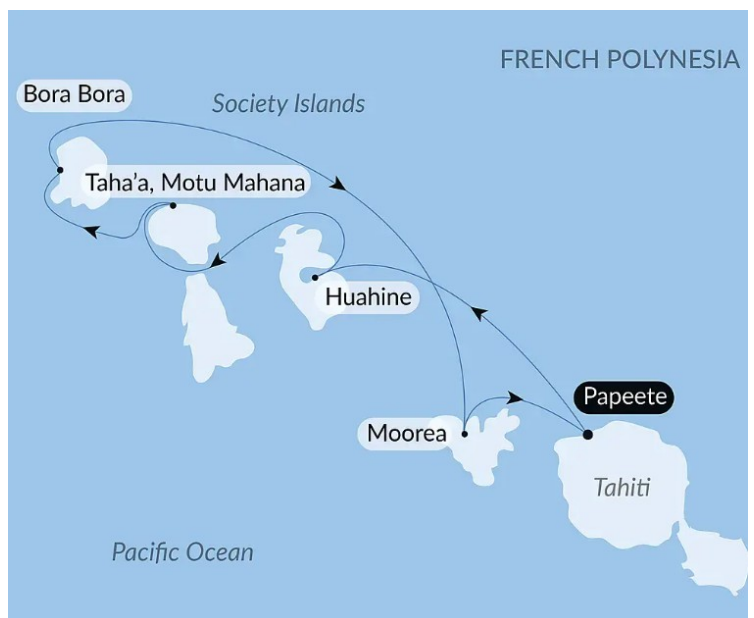 FRENCH POLYNESIA
Bora Bora
Society Islands
Taha’a, Motu Mahana
Huahine
Papeete
Moorea
Tahiti
Pacific Ocean